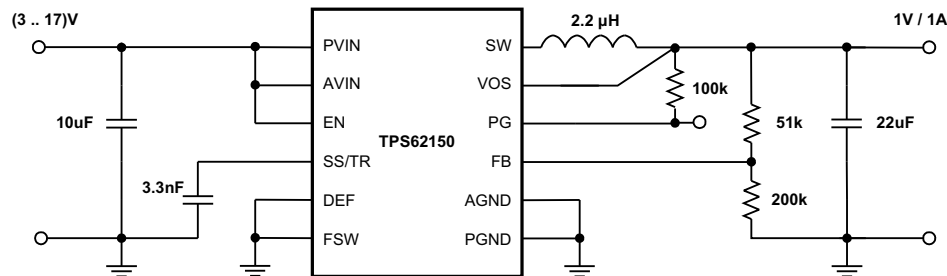 (3 .. 17)V
2.2 µH
1V / 1A
PVIN
SW
AVIN
VOS
100k
10uF
EN
PG
51k
22uF
TPS62150
SS/TR
FB
3.3nF
DEF
AGND
200k
FSW
PGND